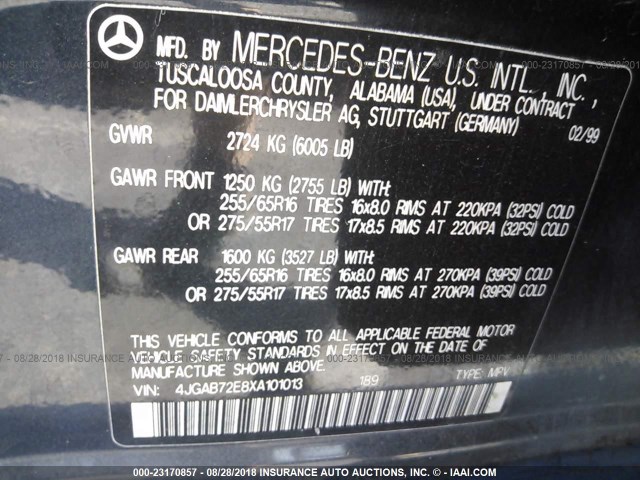 MFD. BY MERCEDES-BENZ U.S. INTL., INC.,
TUSCALOOSA COUNTY, ALABAMA (USA), UNDER CONTRACT
FOR DAIMLERCHRYSLER AG, STUTTGART (GERMANY)
02/99
GVWR 2724 KG (6005 LB)
GAWR FRONT 1250 KG (2755 LB) WITH:
255/65R16 TIRES 16x8.0 RIMS AT 220KPA (32PSI) COLD
OR 275/55R17 TIRES 17x8.5 RIMS AT 220KPA (32PSI) COLD
GAWR REAR 1600 KG (3527 LB) WITH:
255/65R16 TIRES 16x8.0 RIMS AT 270KPA (39PSI) COLD
OR 275/55R17 TIRES 17x8.5 RIMS AT 270KPA (39PSI) COLD
THIS VEHICLE CONFORMS TO ALL APPLICABLE FEDERAL MOTOR
VEHICLE SAFETY STANDARDS IN EFFECT ON THE DATE OF
MANUFACTURE SHOWN ABOVE.
VIN: 4JGAB72E8XA101013 189 TYPE: MPV
000-23170857 - 08/28/2018 INSURANCE AUTO AUCTIONS, INC. - © IAAI.COM